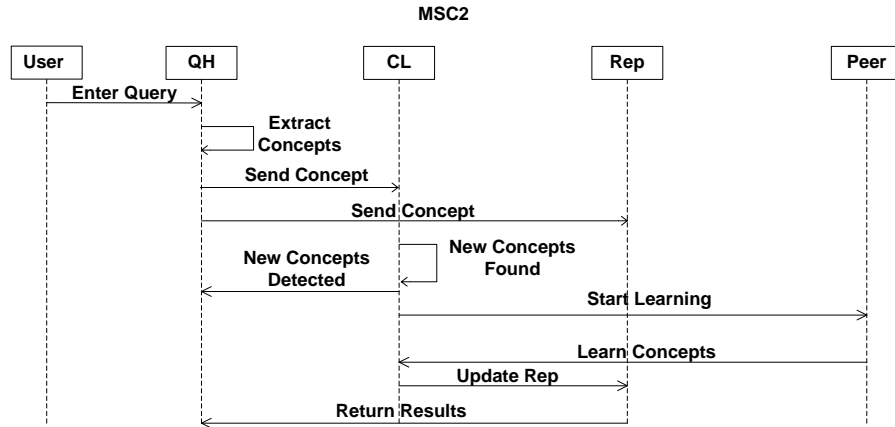 MSC2
User
QH
CL
Rep
Peer
Enter Query
Extract
Concepts
Send Concept
Send Concept
New Concepts
Found
New Concepts
Detected
Start Learning
Learn Concepts
Update Rep
Return Results